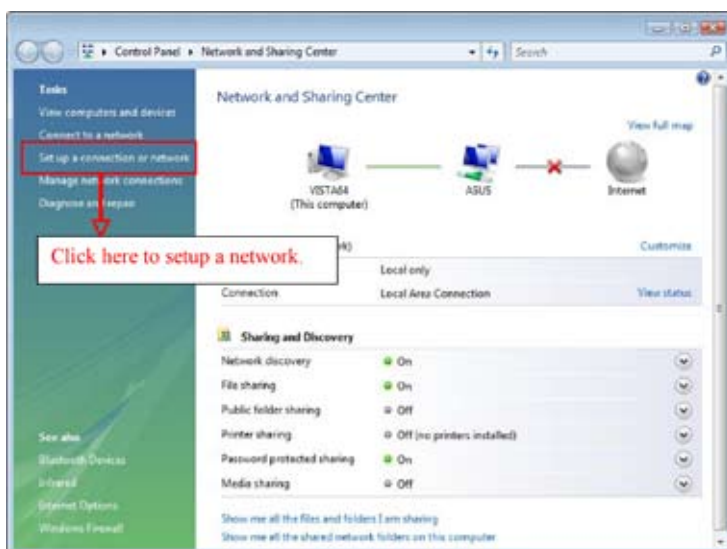 Control Panel ▸ Network and Sharing Center
Search
Tasks
View computers and devices
Connect to a network
Set up a connection or network
Manage network connections
Diagnose and repair
Click here to setup a network.
See also
Bluetooth Devices
Infrared
Internet Options
Windows Firewall
Network and Sharing Center
View full map
VISTA64
(This computer)
ASUS
Internet
Customize
Local only
Connection
Local Area Connection
View status
Sharing and Discovery
Network discovery
On
File sharing
On
Public folder sharing
Off
Printer sharing
Off (no printers installed)
Password protected sharing
On
Media sharing
Off
Show me all the files and folders I am sharing
Show me all the shared network folders on this computer